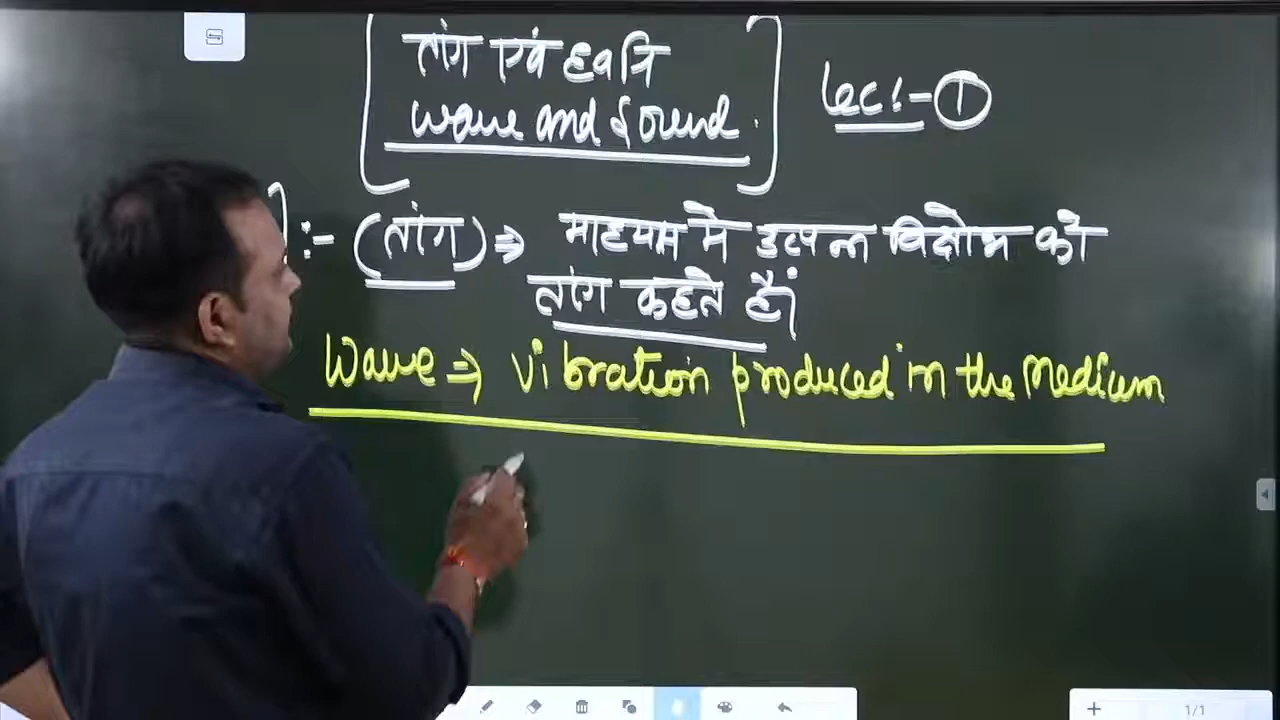 तरंग एवं ध्वनि
wave and Sound.
Lec:-①
:- (तरंग) ⇒ माध्यम में उत्पन्न विक्षोभ को
तरंग कहते हैं।
Wave ⇒ Vibration produced in the Medium
1/1